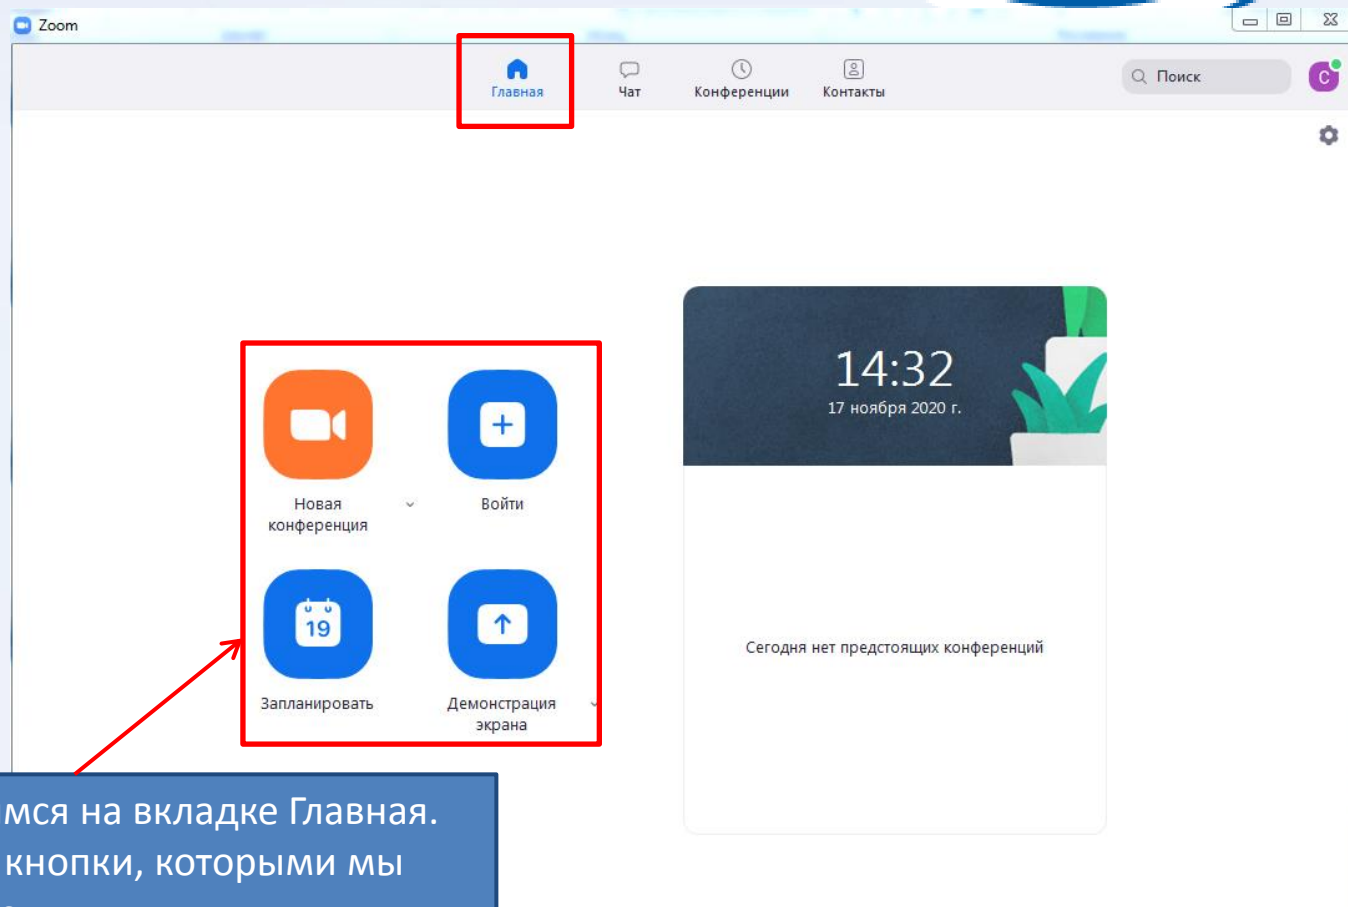 Zoom
Главная
Чат
Конференции
Контакты
Поиск
C
14:32
17 ноября 2020 г.
Новая
конференция
Войти
19
Запланировать
Демонстрация
экрана
Сегодня нет предстоящих конференций
на вкладке Главная.
кнопки, которыми мы